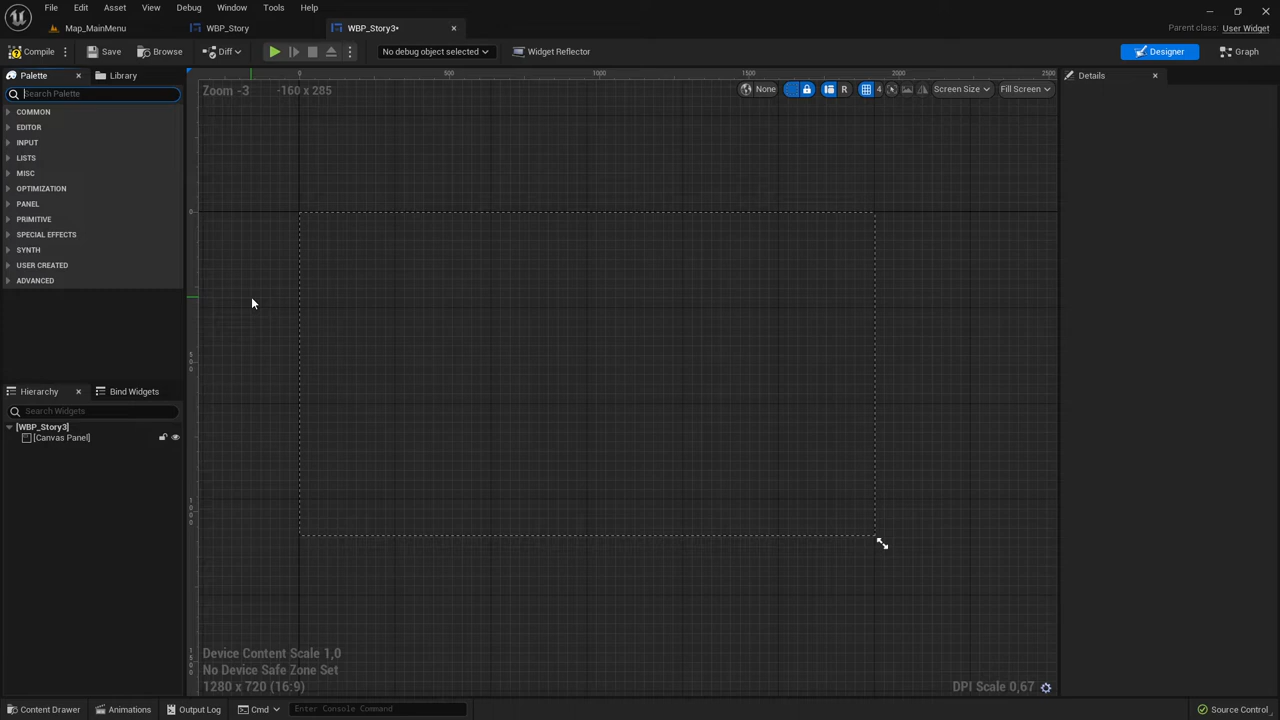 File Edit Asset View Debug Window Tools Help
Map_MainMenu WBP_Story WBP_Story3•
Parent class: User Widget
Compile Save Browse Diff No debug object selected Widget Reflector Designer Graph
Palette Library Details
Search Palette
COMMON
EDITOR
INPUT
LISTS
MISC
OPTIMIZATION
PANEL
PRIMITIVE
SPECIAL EFFECTS
SYNTH
USER CREATED
ADVANCED
Hierarchy Bind Widgets
Search Widgets
[WBP_Story3]
[Canvas Panel]
0 500 1000 1500 2000 2500
Zoom -3 -160 x 285
None R 4 Screen Size Fill Screen
0
500
1000
1500
Device Content Scale 1,0
No Device Safe Zone Set
1280 x 720 (16:9)
DPI Scale 0,67
Content Drawer Animations Output Log Cmd Enter Console Command Source Control